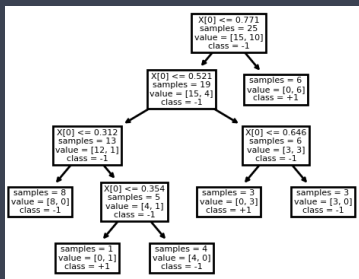 X[0] <= 0.771
samples = 25
value = [15, 10]
class = -1
X[0] <= 0.521
samples = 19
value = [15, 4]
class = -1
samples = 6
value = [0, 6]
class = +1
X[0] <= 0.312
samples = 13
value = [12, 1]
class = -1
X[0] <= 0.646
samples = 6
value = [3, 3]
class = -1
samples = 8
value = [8, 0]
class = -1
X[0] <= 0.354
samples = 5
value = [4, 1]
class = -1
samples = 3
value = [0, 3]
class = +1
samples = 3
value = [3, 0]
class = -1
samples = 1
value = [0, 1]
class = +1
samples = 4
value = [4, 0]
class = -1